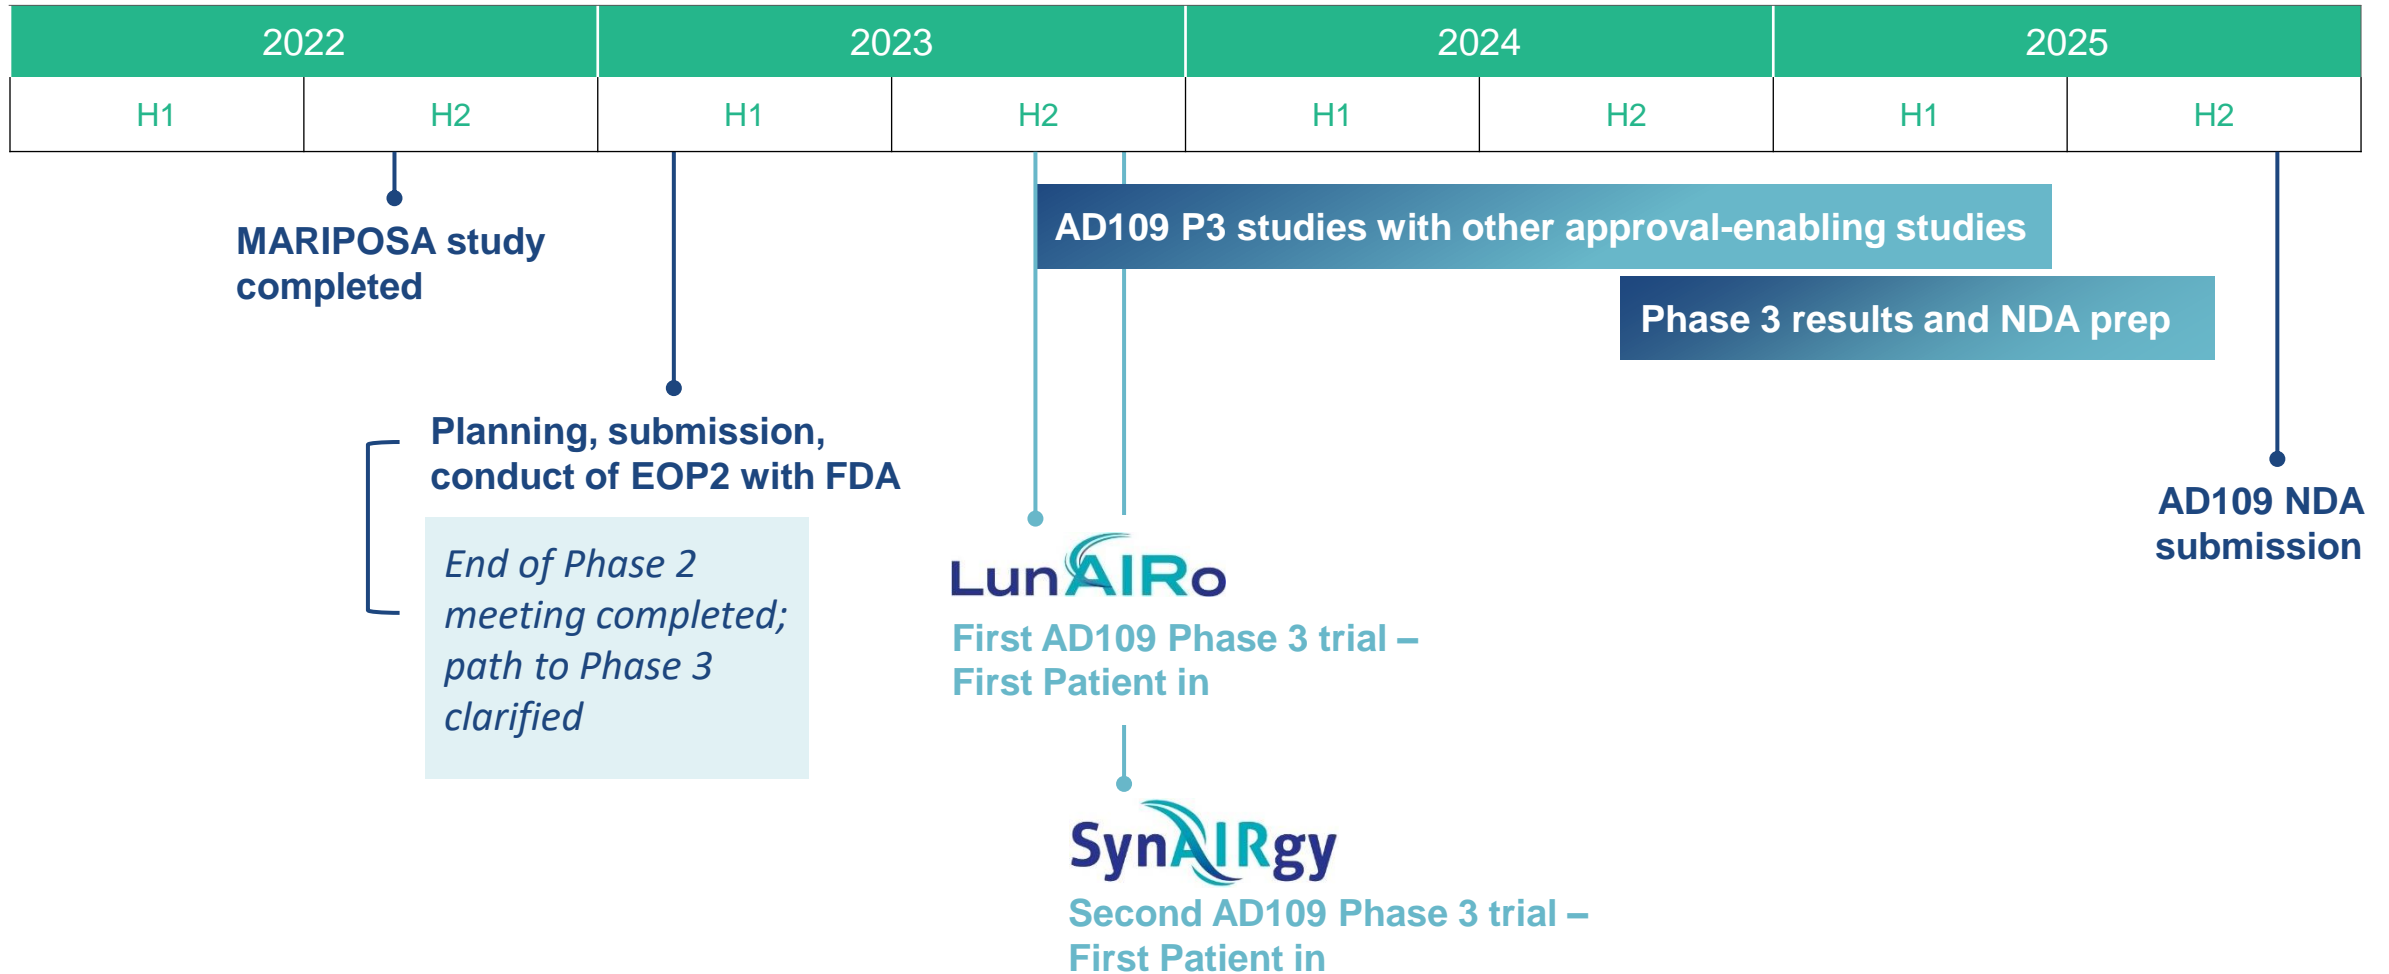 2022
2023
2024
2025
H1
H2
H1
H2
H1
H2
H1
H2
MARIPOSA study
completed
AD109 P3 studies with other approval-enabling studies
Phase 3 results and NDA prep
Planning, submission,
conduct of EOP2 with FDA
End of Phase 2
meeting completed;
path to Phase 3
clarified
LunAIRo
First AD109 Phase 3 trial –
First Patient in
SynAIRgy
Second AD109 Phase 3 trial –
First Patient in
AD109 NDA
submission